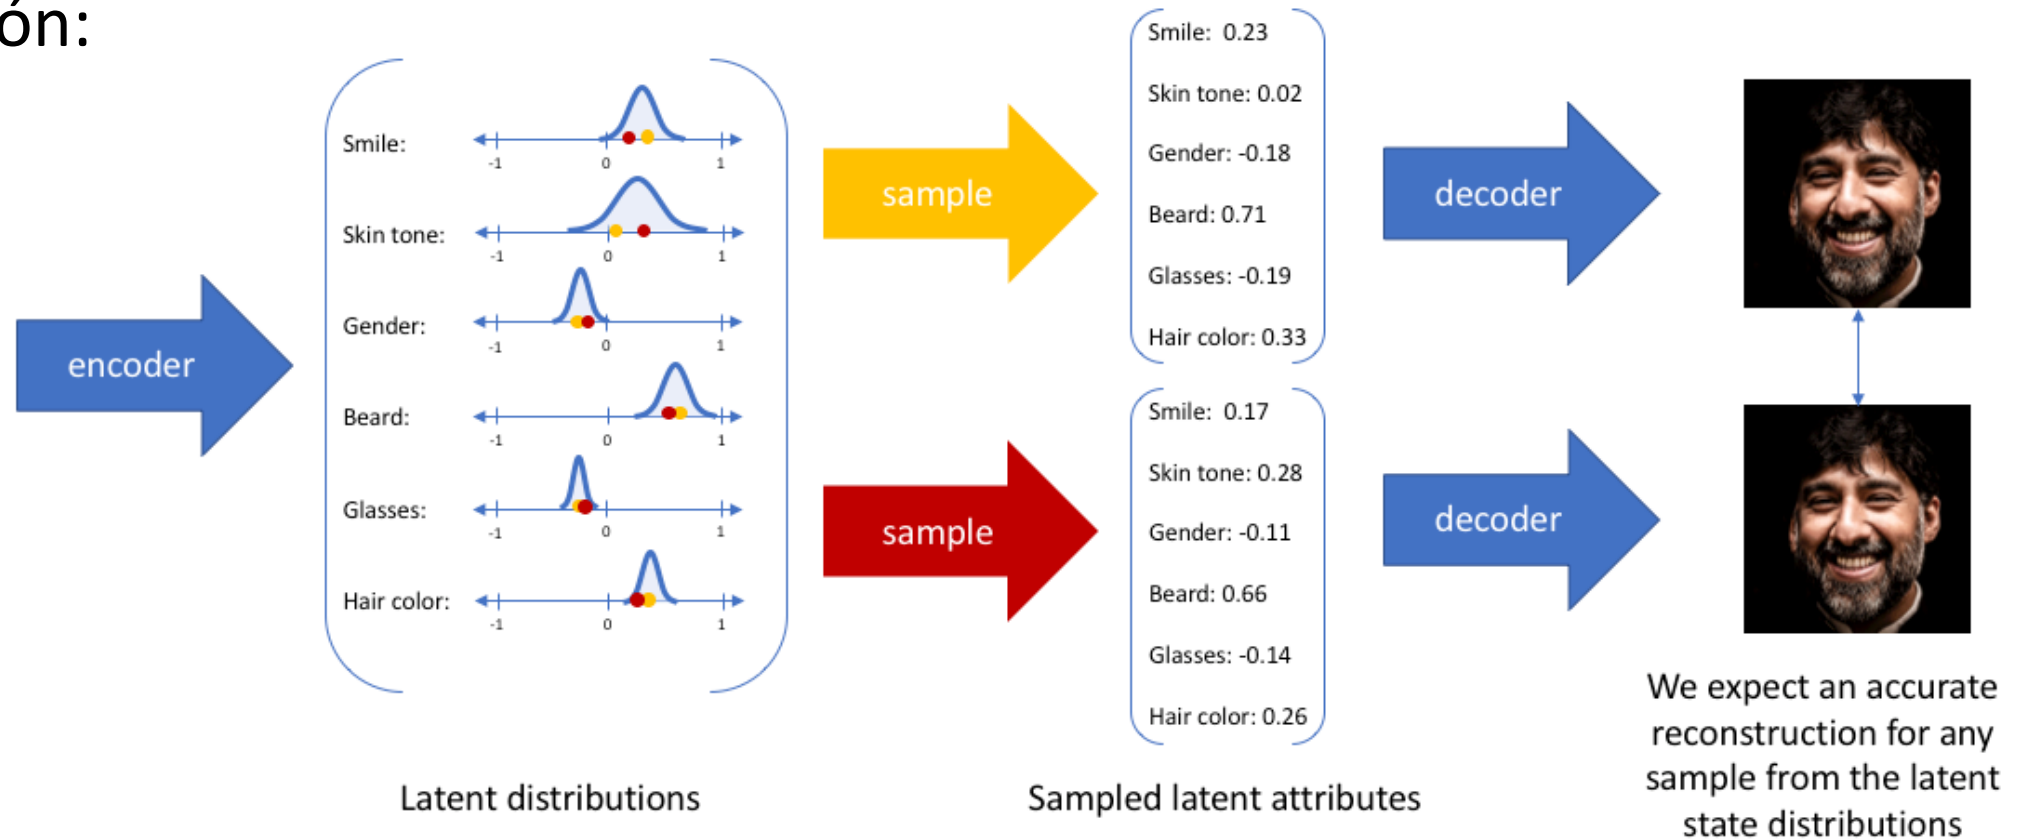 ón:
encoder
Smile:
-1 0 1
Skin tone:
-1 0 1
Gender:
-1 0 1
Beard:
-1 0 1
Glasses:
-1 0 1
Hair color:
-1 0 1
Latent distributions
sample
sample
Smile: 0.23
Skin tone: 0.02
Gender: -0.18
Beard: 0.71
Glasses: -0.19
Hair color: 0.33
Smile: 0.17
Skin tone: 0.28
Gender: -0.11
Beard: 0.66
Glasses: -0.14
Hair color: 0.26
Sampled latent attributes
decoder
decoder
We expect an accurate
reconstruction for any
sample from the latent
state distributions